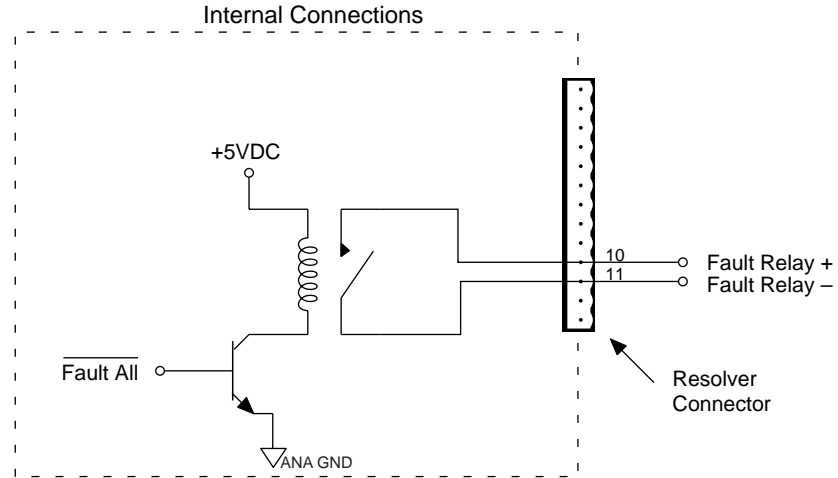 Internal Connections
+5VDC
10
Fault Relay +
11
Fault Relay –
Fault All
Resolver
Connector
ANA GND